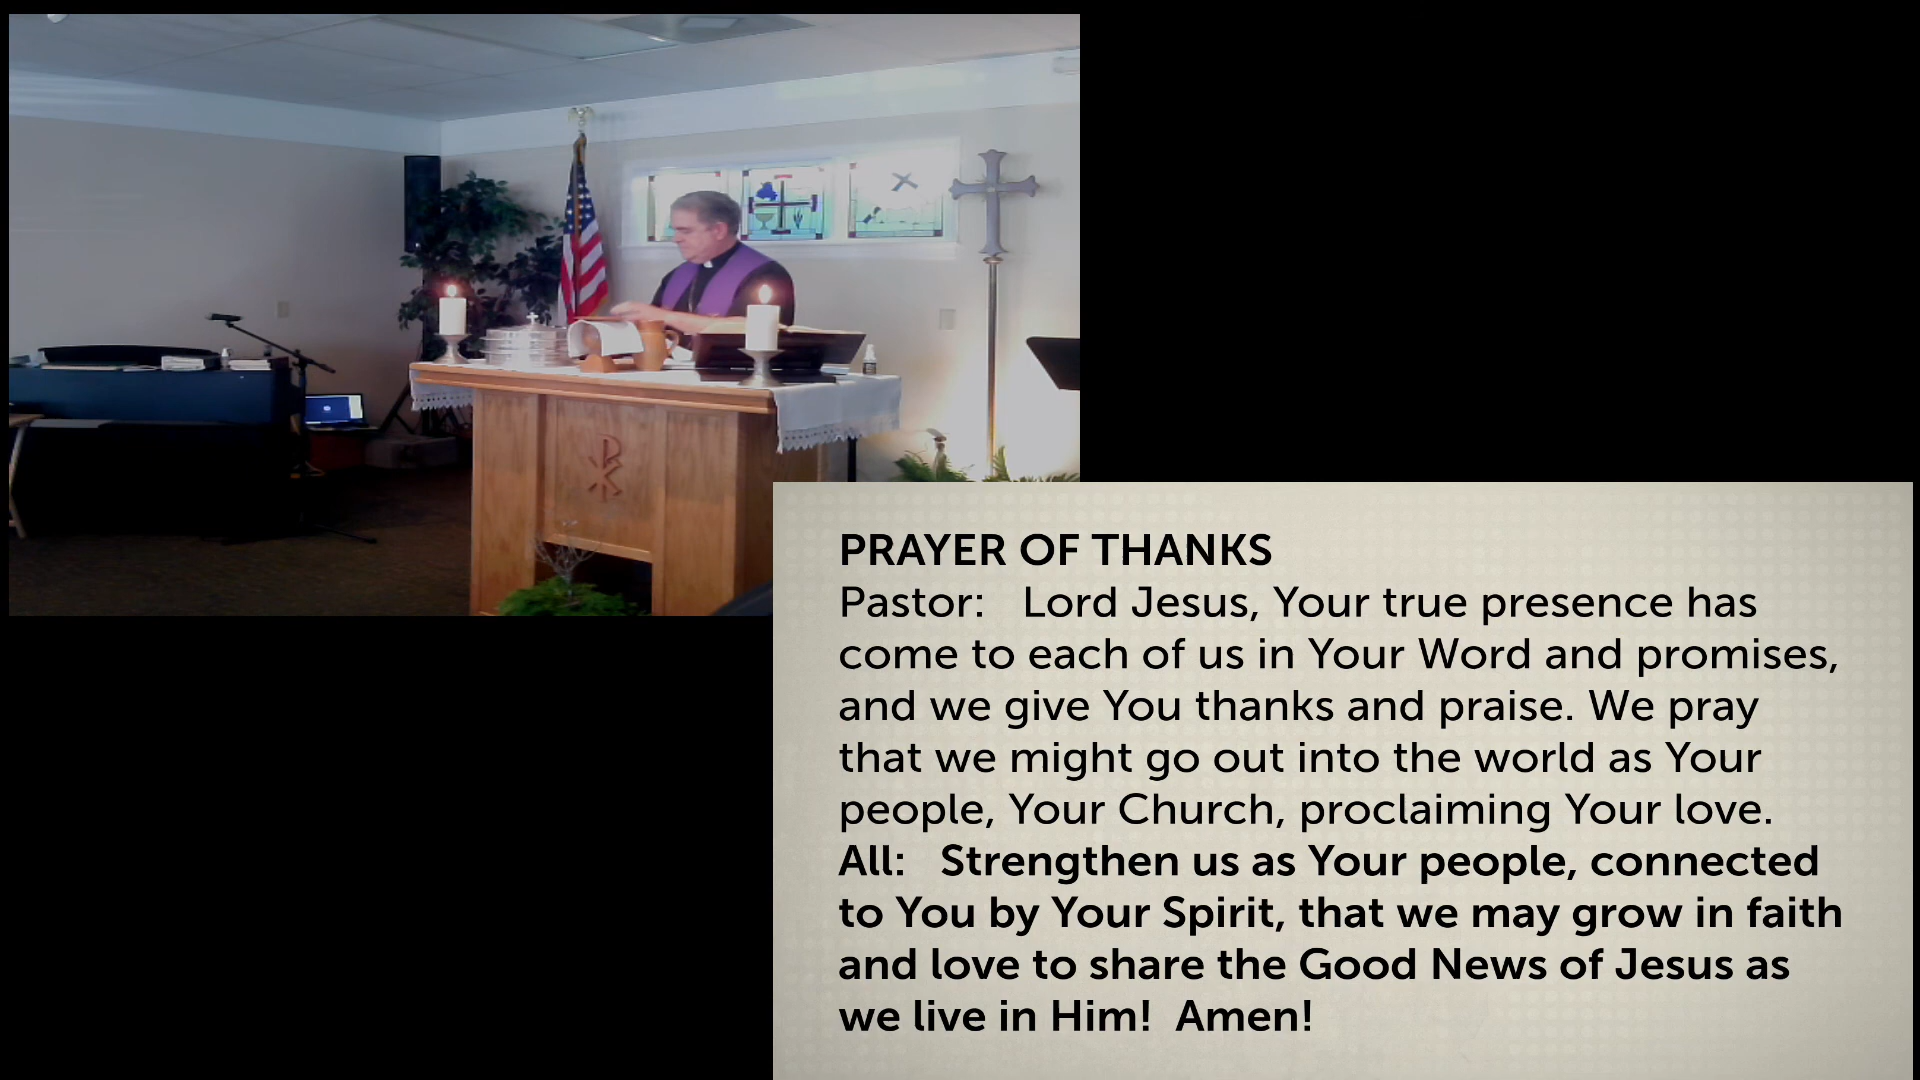 PRAYER OF THANKS
Pastor:   Lord Jesus, Your true presence has
come to each of us in Your Word and promises,
and we give You thanks and praise. We pray
that we might go out into the world as Your
people, Your Church, proclaiming Your love.
All:   Strengthen us as Your people, connected
to You by Your Spirit, that we may grow in faith
and love to share the Good News of Jesus as
we live in Him!  Amen!